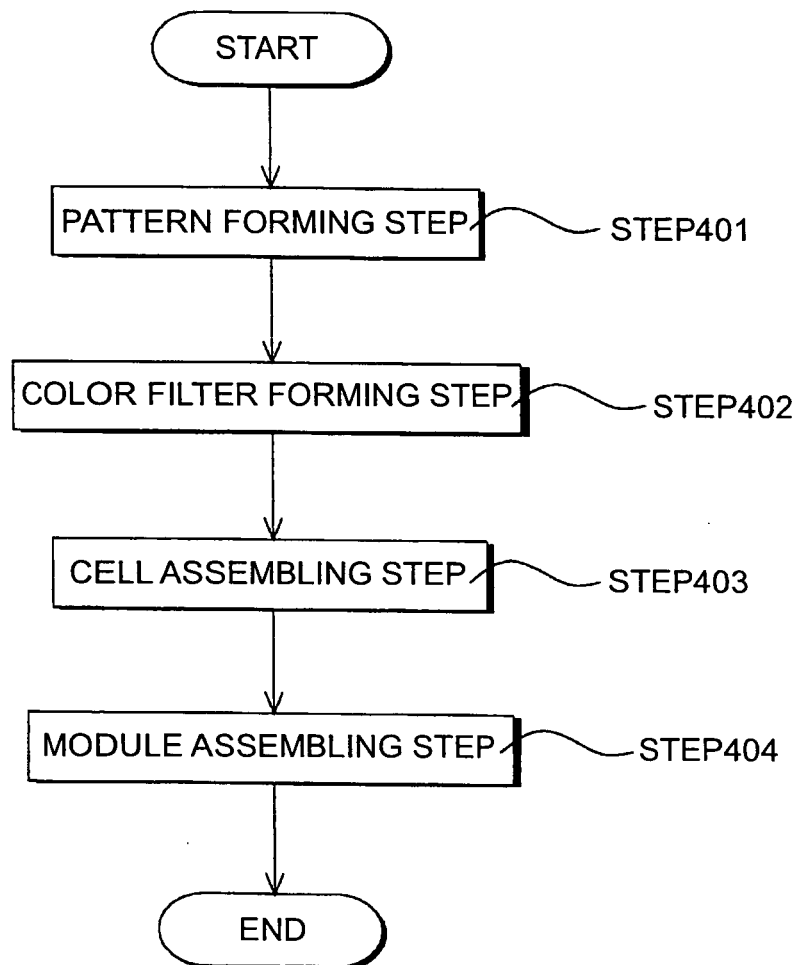 START
PATTERN FORMING STEP
STEP401
COLOR FILTER FORMING STEP
STEP402
CELL ASSEMBLING STEP
STEP403
MODULE ASSEMBLING STEP
STEP404
END